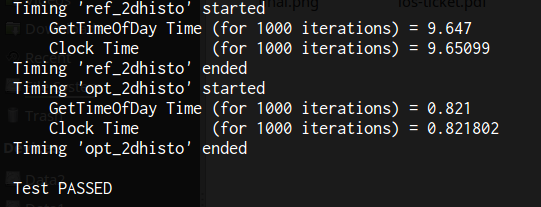 Timing 'ref_2dhisto' started
    GetTimeOfDay Time (for 1000 iterations) = 9.647
    Clock Time        (for 1000 iterations) = 9.65099
Timing 'ref_2dhisto' ended
Timing 'opt_2dhisto' started
    GetTimeOfDay Time (for 1000 iterations) = 0.821
    Clock Time        (for 1000 iterations) = 0.821802
Timing 'opt_2dhisto' ended

Test PASSED